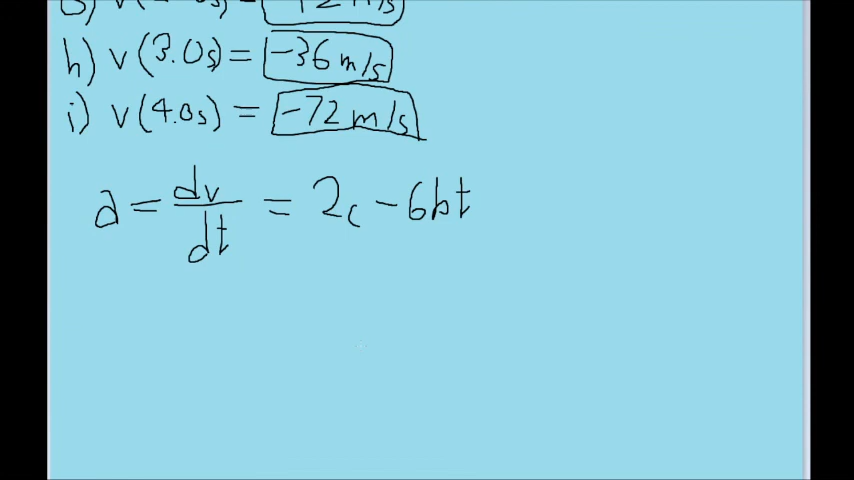 h) v(3.0s) = -36 m/s
i) v(4.0s) = -72 m/s
a = dv/dt = 2c - 6bt